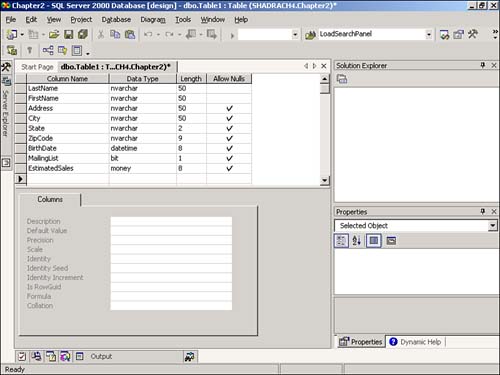 Chapter2 - SQL Server 2000 Database [design] - dbo.Table1 : Table (SHADRACH4.Chapter2)*
File Edit View Project Database Diagram Tools Window Help
LoadSearchPanel
Start Page dbo.Table1 : T...CH4.Chapter2)*
Solution Explorer
Server Explorer
Column Name Data Type Length Allow Nulls
LastName nvarchar 50
FirstName nvarchar 50
Address nvarchar 50
City nvarchar 50
State nvarchar 2
ZipCode nvarchar 9
BirthDate datetime 8
MailingList bit 1
EstimatedSales money 8
Columns
Description
Default Value
Precision
Scale
Identity
Identity Seed
Identity Increment
Is RowGuid
Formula
Collation
Properties
Selected Object
Properties Dynamic Help
Output
Ready